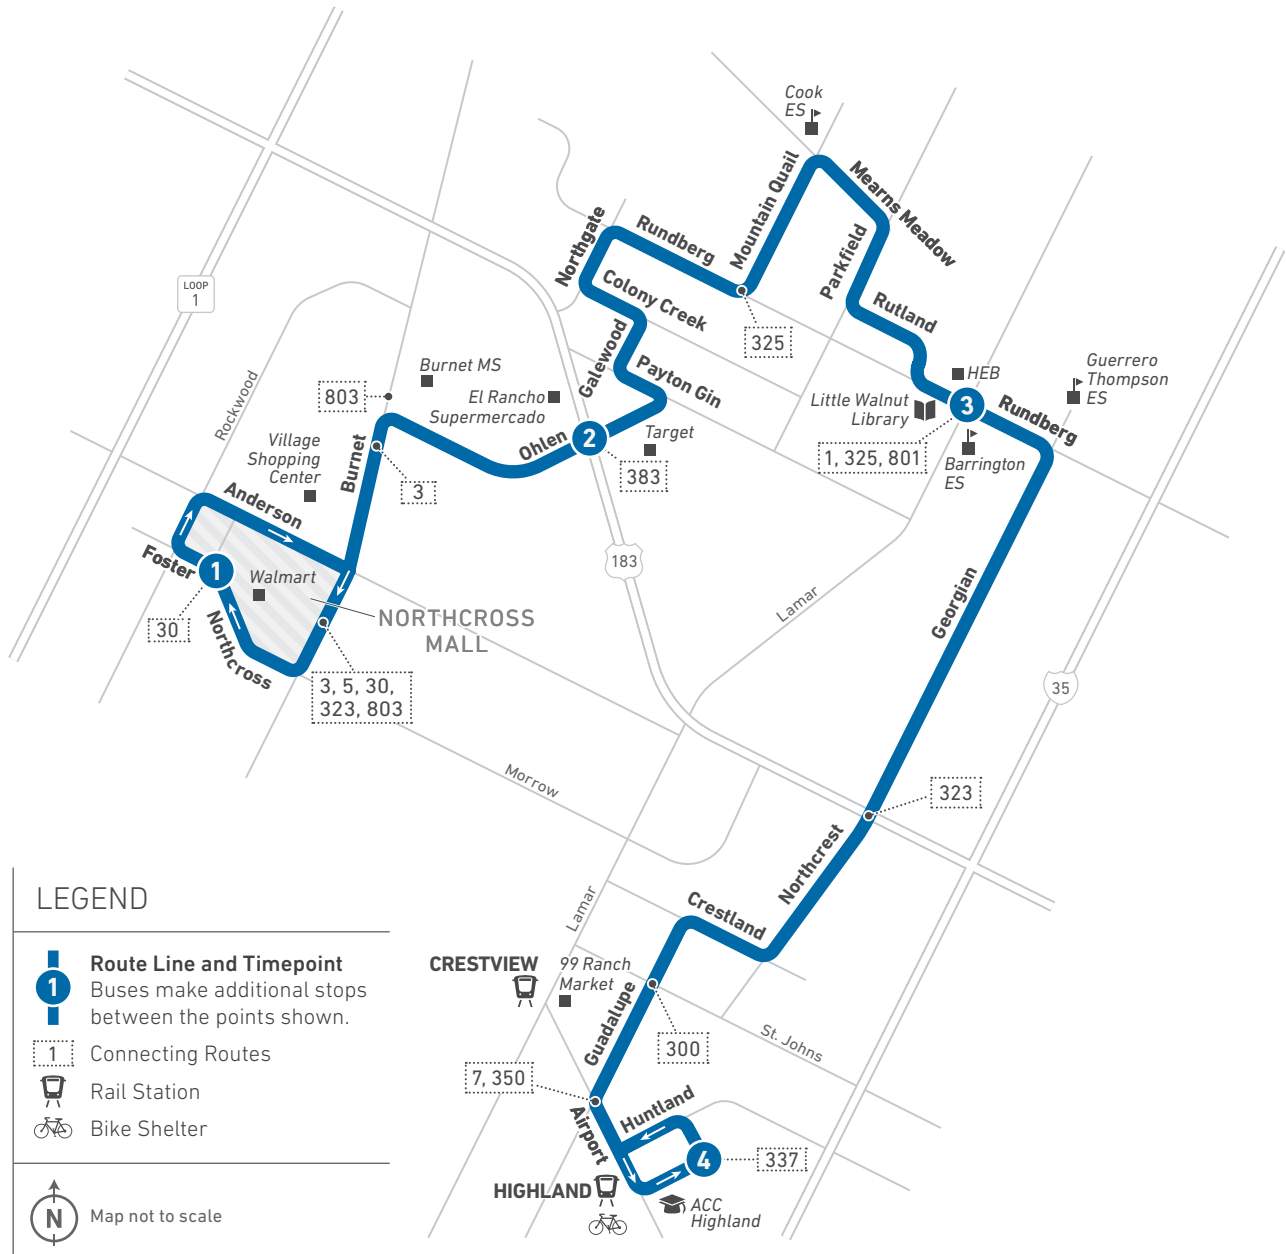 Cook
ES
Mountain Quail
Mearns Meadow
Northgate
Rundberg
Parkfield
LOOP
1
Colony Creek
Rutland
325
Galewood
Payton Gin
Burnet MS
HEB
Guerrero
Thompson
ES
Rockwood
803
El Rancho
Supermercado
Little Walnut
Library
3
Rundberg
Village
Shopping
Center
Burnet
Ohlen
2
Target
1, 325, 801
Barrington
ES
3
383
Anderson
Foster
1
Walmart
183
Georgian
Lamar
30
Northcross
NORTHCROSS
MALL
3, 5, 30,
323, 803
35
Morrow
323
Northcrest
Lamar
Crestland
CRESTVIEW
99 Ranch
Market
Guadalupe
St. Johns
300
7, 350
Airport
Huntland
4
337
HIGHLAND
ACC
Highland
LEGEND
Route Line and Timepoint
1
Buses make additional stops
between the points shown.
1
Connecting Routes
Rail Station
Bike Shelter
N
Map not to scale